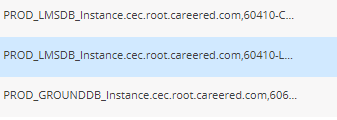 PROD_LMSDB_Instance.cec.root.careered.com,60410-C...
PROD_LMSDB_Instance.cec.root.careered.com,60410-L...
PROD_GROUNDDB_Instance.cec.root.careered.com,606...